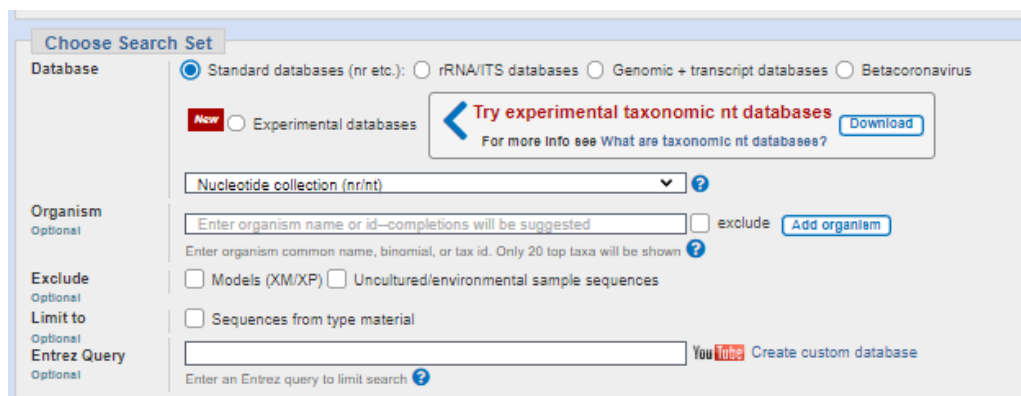 Choose Search Set
Database
Standard databases (nr etc.): rRNA/ITS databases Genomic + transcript databases Betacoronavirus
New Experimental databases
Try experimental taxonomic nt databases
Download
For more info see What are taxonomic nt databases?
Nucleotide collection (nr/nt)
Organism
Optional
Enter organism name or id--completions will be suggested
exclude
Add organism
Enter organism common name, binomial, or tax id. Only 20 top taxa will be shown
Exclude
Optional
Models (XM/XP) Uncultured/environmental sample sequences
Limit to
Optional
Sequences from type material
Entrez Query
Optional
YouTube Create custom database
Enter an Entrez query to limit search